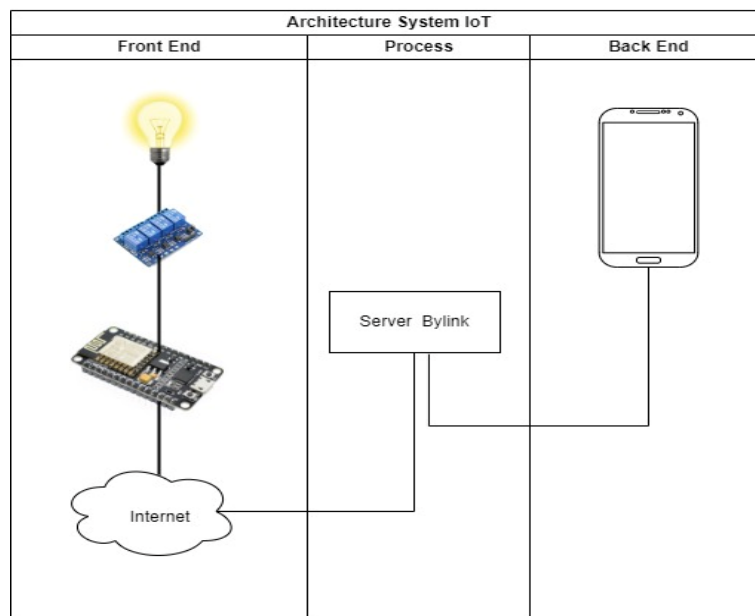 Architecture System IoT
Front End
Process
Back End
Server Bylink
Internet